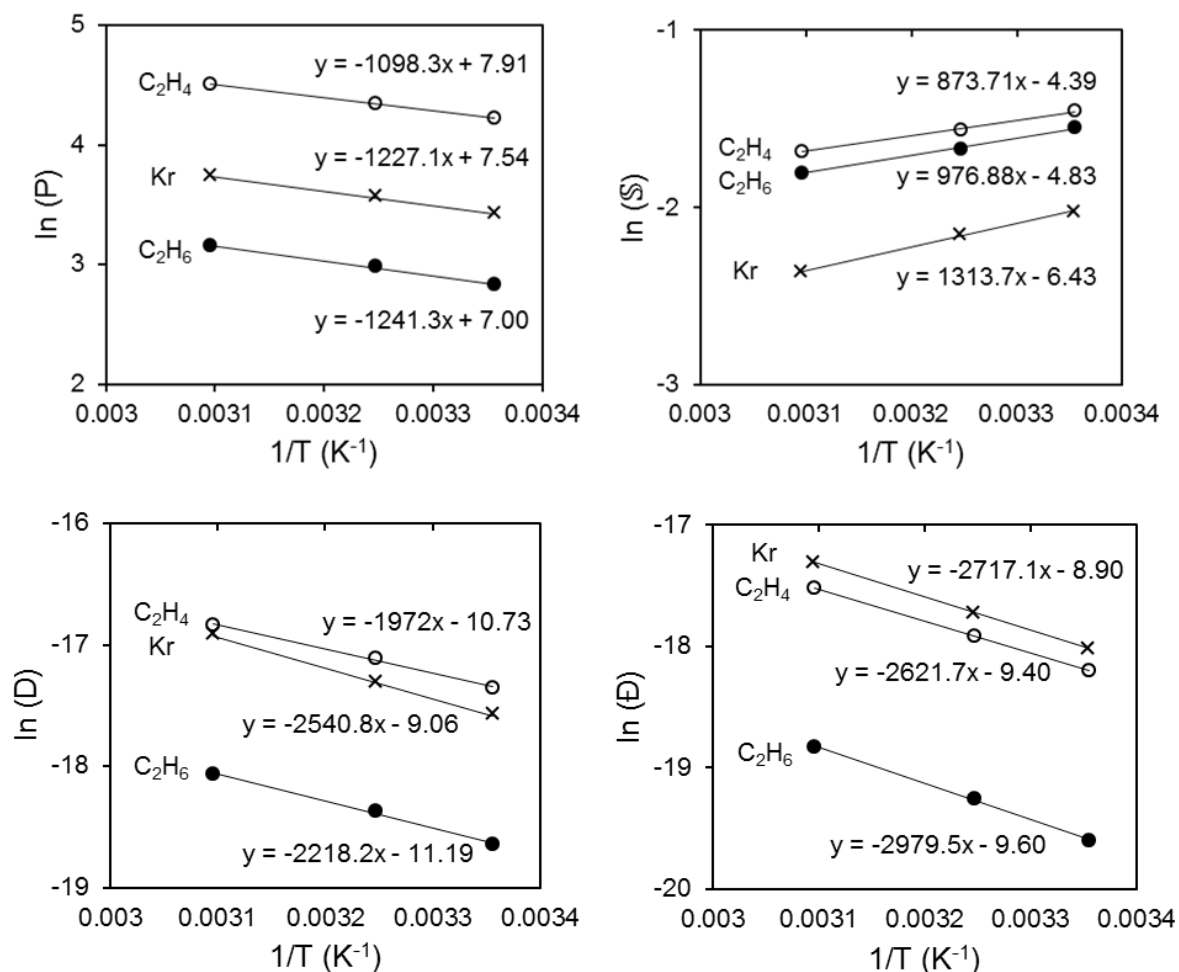 5
4
3
2
ln (P)
C₂H₄
Kr
C₂H₆
y = -1098.3x + 7.91
y = -1227.1x + 7.54
y = -1241.3x + 7.00
0.003 0.0031 0.0032 0.0033 0.0034
1/T (K⁻¹)
-1
-2
-3
ln (𝕊)
C₂H₄
C₂H₆
Kr
y = 873.71x - 4.39
y = 976.88x - 4.83
y = 1313.7x - 6.43
0.003 0.0031 0.0032 0.0033 0.0034
1/T (K⁻¹)
-16
-17
-18
-19
ln (D)
C₂H₄
Kr
C₂H₆
y = -1972x - 10.73
y = -2540.8x - 9.06
y = -2218.2x - 11.19
0.003 0.0031 0.0032 0.0033 0.0034
1/T (K⁻¹)
-17
-18
-19
-20
ln (Đ)
Kr
C₂H₄
C₂H₆
y = -2717.1x - 8.90
y = -2621.7x - 9.40
y = -2979.5x - 9.60
0.003 0.0031 0.0032 0.0033 0.0034
1/T (K⁻¹)